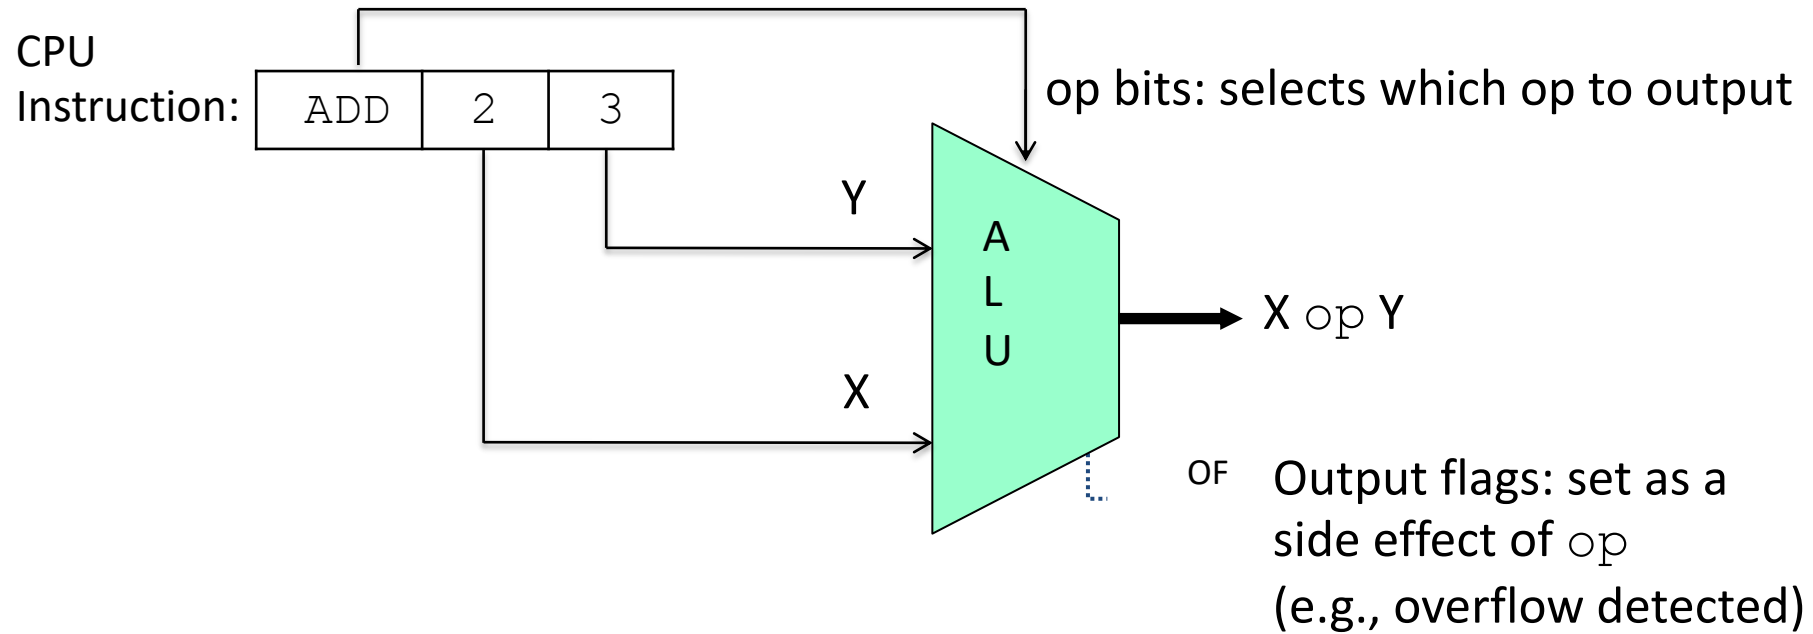 CPU
Instruction:
ADD 2 3
op bits: selects which op to output
Y
A
L
U
X op Y
X
OF
Output flags: set as a
side effect of op
(e.g., overflow detected)